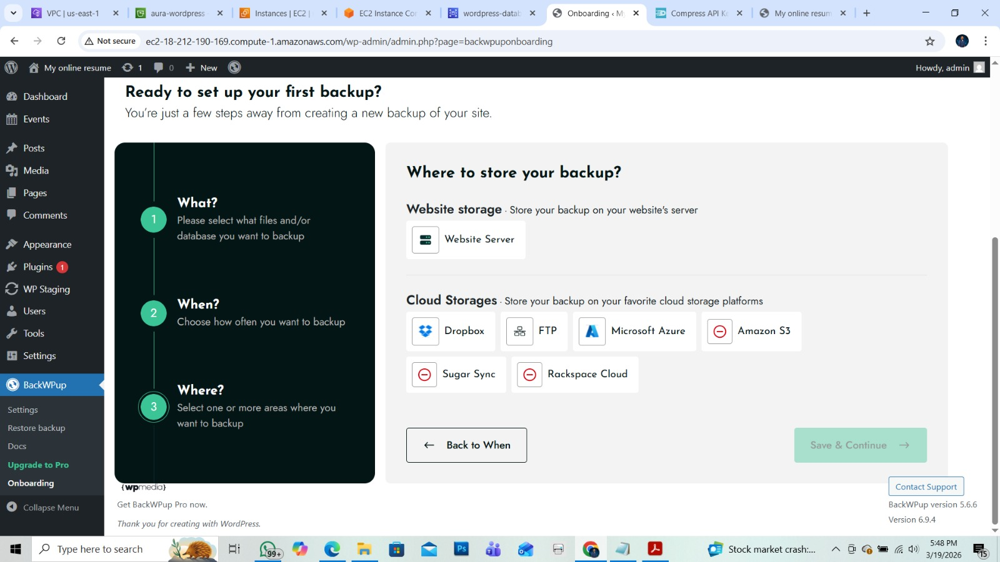 VPC | us-east-1
aura-wordpress
Instances | EC2 |
EC2 Instance Con
wordpress-datab
Onboarding ‹ My
Compress API Ke
My online resum
Not secure
ec2-18-212-190-169.compute-1.amazonaws.com/wp-admin/admin.php?page=backwpuponboarding
My online resume
1
0
New
Howdy, admin
Dashboard
Events
Posts
Media
Pages
Comments
Appearance
Plugins 1
WP Staging
Users
Tools
Settings
BackWPup
Settings
Restore backup
Docs
Upgrade to Pro
Onboarding
Collapse Menu
Ready to set up your first backup?
You're just a few steps away from creating a new backup of your site.
1
What?
Please select what files and/or
database you want to backup
2
When?
Choose how often you want to backup
3
Where?
Select one or more areas where you
want to backup
Where to store your backup?
Website storage · Store your backup on your website's server
Website Server
Cloud Storages · Store your backup on your favorite cloud storage platforms
Dropbox
FTP
Microsoft Azure
Amazon S3
Sugar Sync
Rackspace Cloud
Back to When
Save & Continue
{wpmedia}
Get BackWPup Pro now.
Thank you for creating with WordPress.
Contact Support
BackWPup version 5.6.6
Version 6.9.4
Type here to search
99+
Ps
Stock market crash:...
5:48 PM
3/19/2026
15